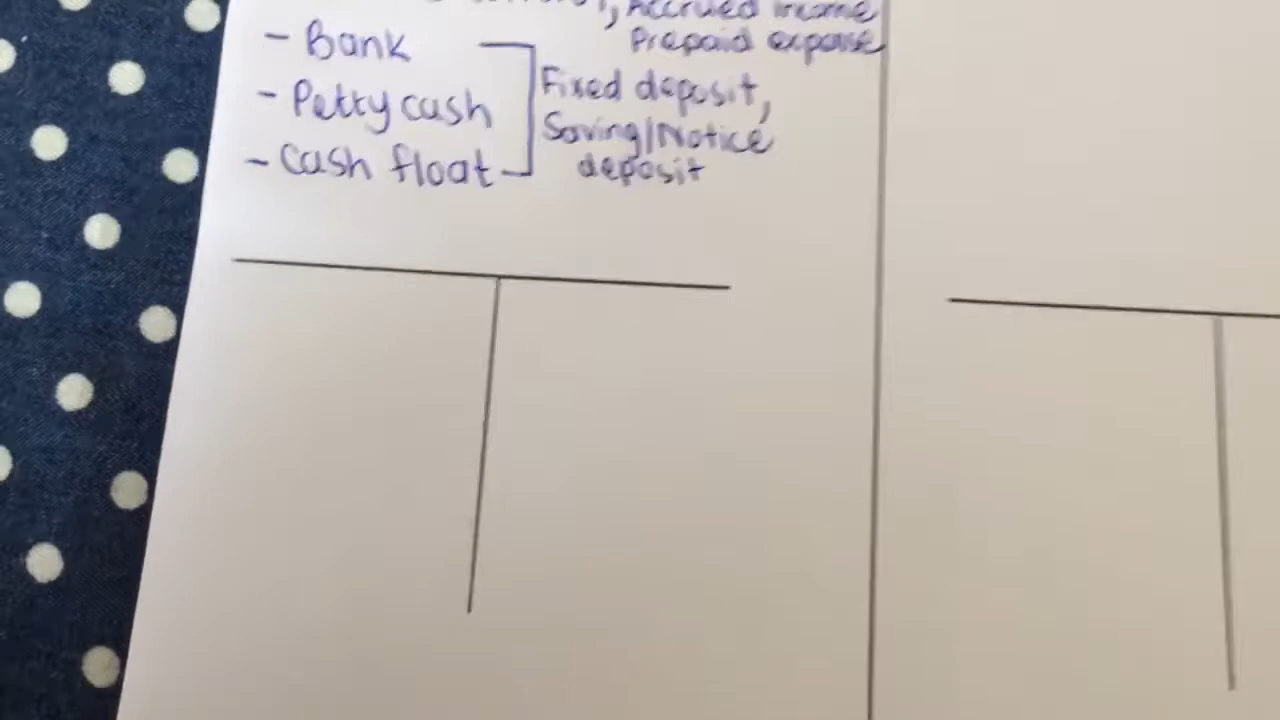 , Accrued income
Prepaid expense
- Bank
Fixed deposit,
- Petty cash
Saving/Notice
- Cash float
deposit